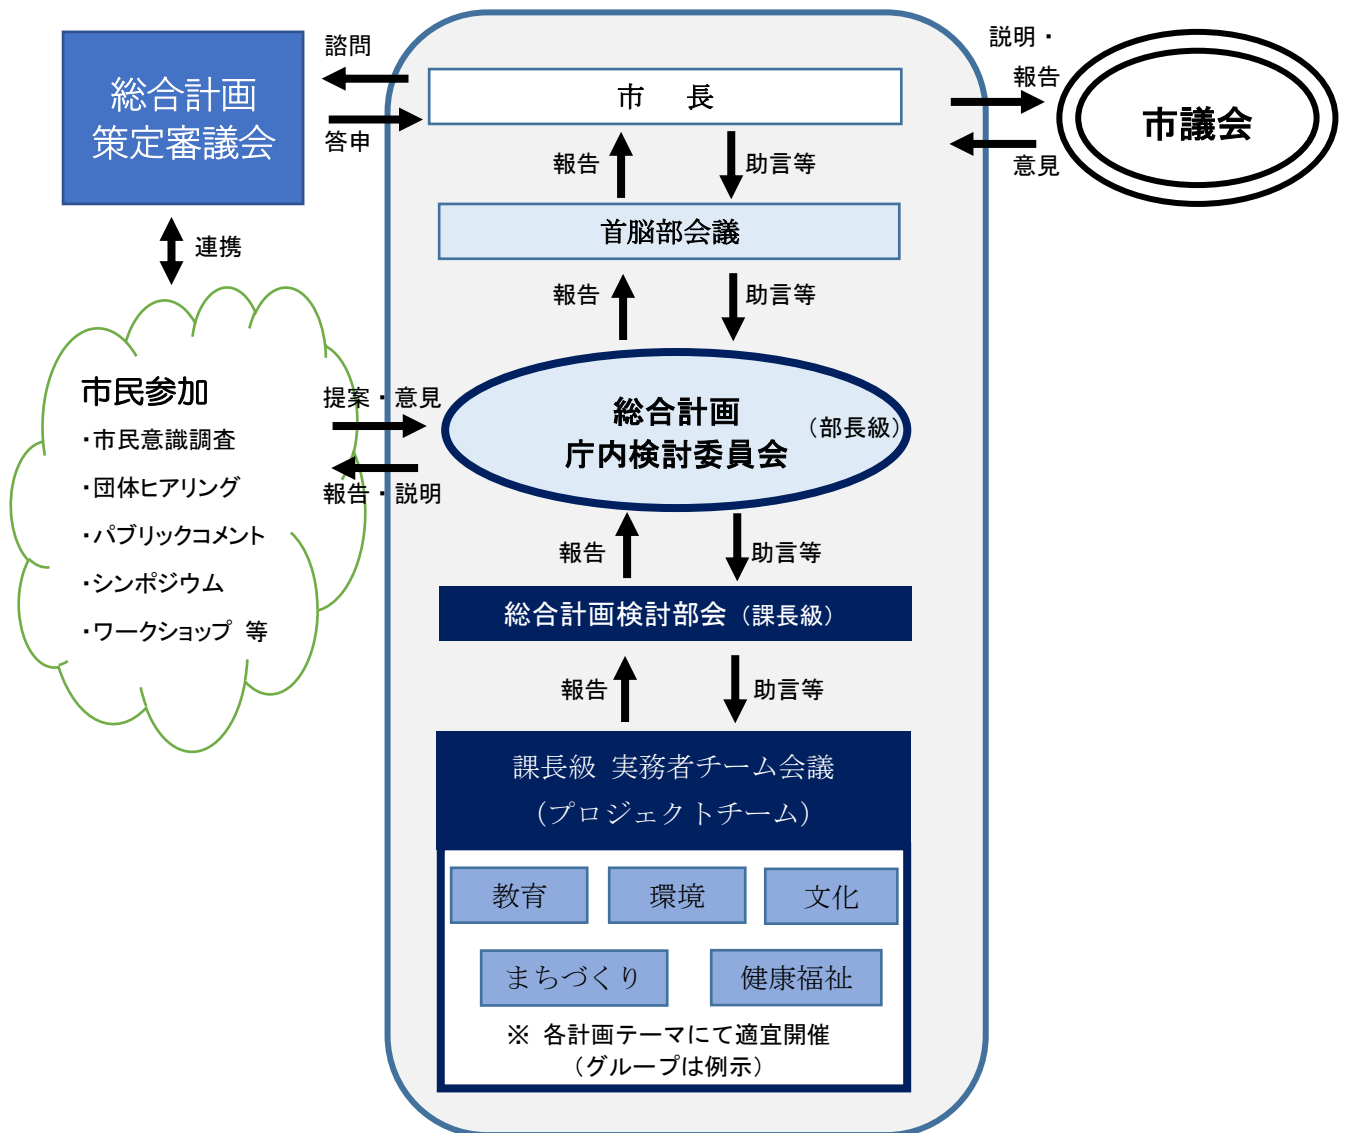 総合計画
策定審議会
諮問
答申
市　長
説明・
報告
意見
市議会
報告
助言等
首脳部会議
連携
報告
助言等
市民参加
・市民意識調査
・団体ヒアリング
・パブリックコメント
・シンポジウム
・ワークショップ 等
提案・意見
報告・説明
総合計画
庁内検討委員会
（部長級）
報告
助言等
総合計画検討部会（課長級）
報告
助言等
課長級 実務者チーム会議
（プロジェクトチーム）
教育
環境
文化
まちづくり
健康福祉
※ 各計画テーマにて適宜開催
（グループは例示）